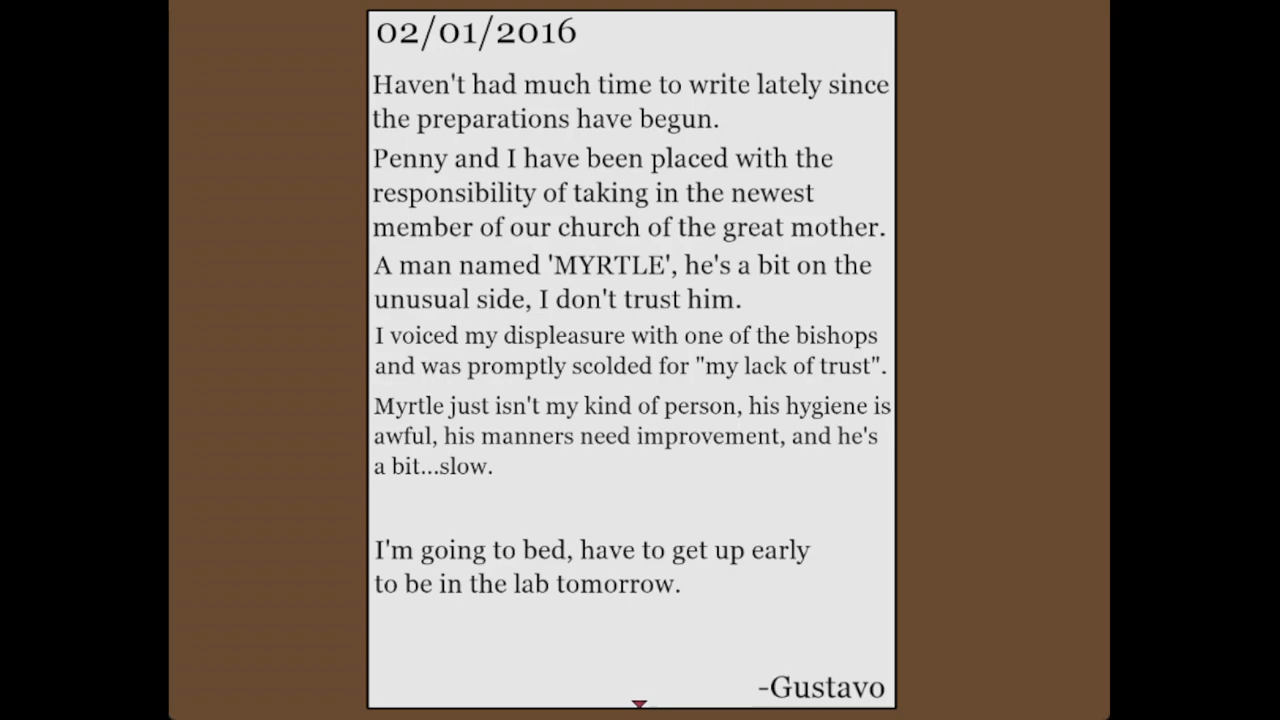 02/01/2016
Haven't had much time to write lately since
the preparations have begun.
Penny and I have been placed with the
responsibility of taking in the newest
member of our church of the great mother.
A man named 'MYRTLE', he's a bit on the
unusual side, I don't trust him.
I voiced my displeasure with one of the bishops
and was promptly scolded for "my lack of trust".
Myrtle just isn't my kind of person, his hygiene is
awful, his manners need improvement, and he's
a bit...slow.
I'm going to bed, have to get up early
to be in the lab tomorrow.
-Gustavo